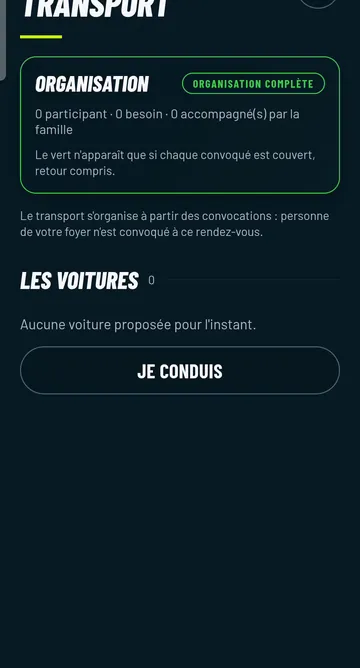 TRANSPORT
ORGANISATION
ORGANISATION COMPLÈTE
0 participant · 0 besoin · 0 accompagné(s) par la
famille
Le vert n'apparaît que si chaque convoqué est couvert,
retour compris.
Le transport s'organise à partir des convocations : personne
de votre foyer n'est convoqué à ce rendez-vous.
LES VOITURES 0
Aucune voiture proposée pour l'instant.
JE CONDUIS